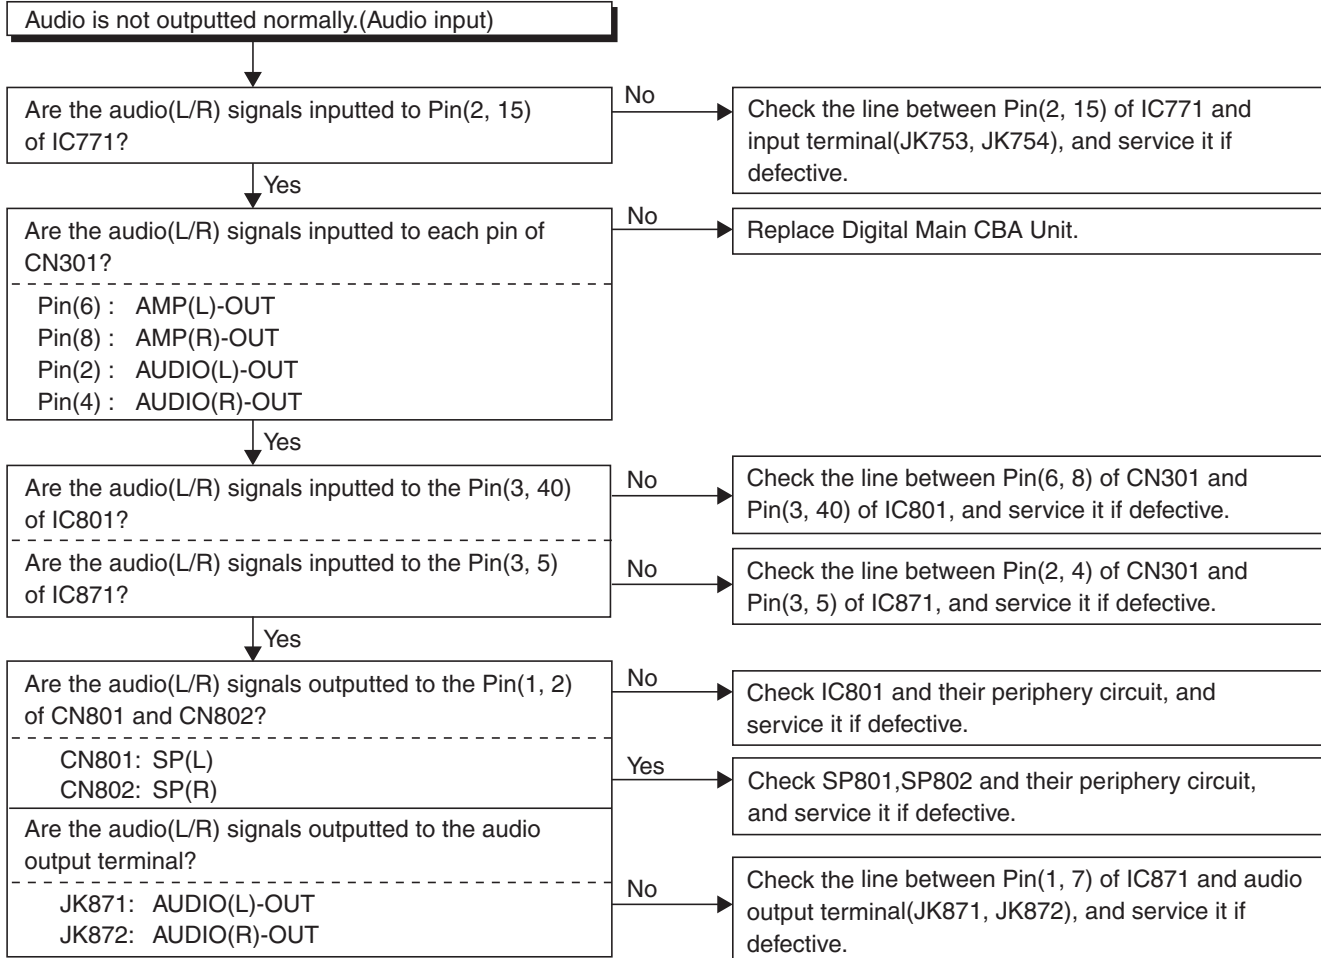 Audio is not outputted normally.(Audio input)
Are the audio(L/R) signals inputted to Pin(2, 15)
of IC771?
No
Check the line between Pin(2, 15) of IC771 and
input terminal(JK753, JK754), and service it if
defective.
Yes
Are the audio(L/R) signals inputted to each pin of
CN301?
Pin(6) : AMP(L)-OUT
Pin(8) : AMP(R)-OUT
Pin(2) : AUDIO(L)-OUT
Pin(4) : AUDIO(R)-OUT
No
Replace Digital Main CBA Unit.
Yes
Are the audio(L/R) signals inputted to the Pin(3, 40)
of IC801?
No
Check the line between Pin(6, 8) of CN301 and
Pin(3, 40) of IC801, and service it if defective.
Are the audio(L/R) signals inputted to the Pin(3, 5)
of IC871?
No
Check the line between Pin(2, 4) of CN301 and
Pin(3, 5) of IC871, and service it if defective.
Yes
Are the audio(L/R) signals outputted to the Pin(1, 2)
of CN801 and CN802?
CN801: SP(L)
CN802: SP(R)
No
Check IC801 and their periphery circuit, and
service it if defective.
Yes
Check SP801,SP802 and their periphery circuit,
and service it if defective.
Are the audio(L/R) signals outputted to the audio
output terminal?
JK871: AUDIO(L)-OUT
JK872: AUDIO(R)-OUT
No
Check the line between Pin(1, 7) of IC871 and audio
output terminal(JK871, JK872), and service it if
defective.